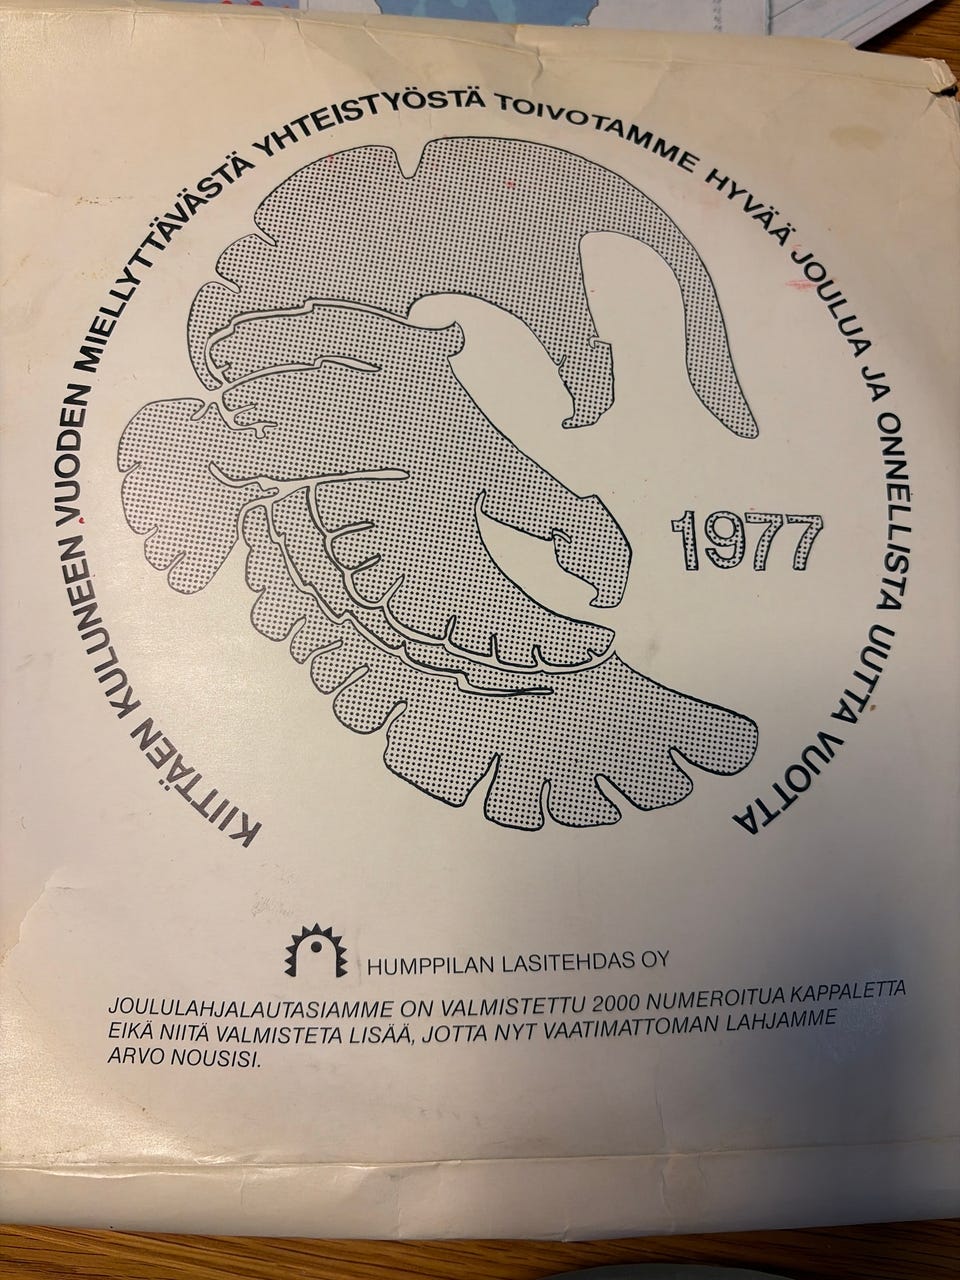 KIITTÄEN KULUNEEN VUODEN MIELLYTTÄVÄSTÄ YHTEISTYÖSTÄ TOIVOTAMME HYVÄÄ JOULUA JA ONNELLISTA UUTTA VUOTTA
1977
HUMPPILAN LASITEHDAS OY
JOULULAHJALAUTASIAMME ON VALMISTETTU 2000 NUMEROITUA KAPPALETTA
EIKÄ NIITÄ VALMISTETA LISÄÄ, JOTTA NYT VAATIMATTOMAN LAHJAMME
ARVO NOUSISI.